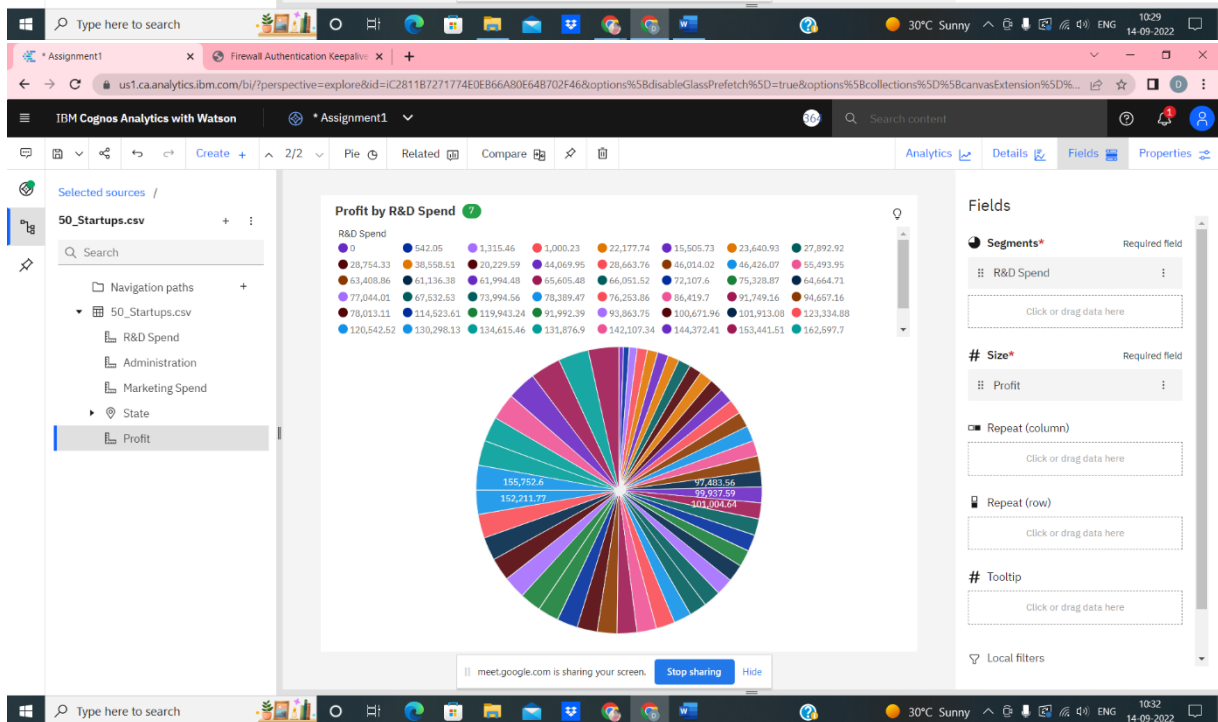 Type here to search
30°C Sunny
ENG
10:29
14-09-2022
* Assignment1
Firewall Authentication Keepalive
us1.ca.analytics.ibm.com/bi/?perspective=explore&id=iC2811B7271774E0EB66A80E64B702F46&options%5BdisableGlassPrefetch%5D=true&options%5Bcollections%5D%5BcanvasExtension%5D%...
D
IBM Cognos Analytics with Watson
* Assignment1
364
Search content
1
Create +
2/2
Pie
Related
Compare
Analytics
Details
Fields
Properties
Selected sources /
50_Startups.csv
Search
Navigation paths
50_Startups.csv
R&D Spend
Administration
Marketing Spend
State
Profit
Profit by R&D Spend 7
R&D Spend
0 542.05 1,315.46 1,000.23 22,177.74 15,505.73 23,640.93 27,892.92
28,754.33 38,558.51 20,229.59 44,069.95 28,663.76 46,014.02 46,426.07 55,493.95
63,408.86 61,136.38 61,994.48 65,605.48 66,051.52 72,107.6 75,328.87 64,664.71
77,044.01 67,532.53 73,994.56 78,389.47 76,253.86 86,419.7 91,749.16 94,657.16
78,013.11 114,523.61 119,943.24 91,992.39 93,863.75 100,671.96 101,913.08 123,334.88
120,542.52 130,298.13 134,615.46 131,876.9 142,107.34 144,372.41 153,441.51 162,597.7
155,752.6
152,211.77
97,483.56
99,937.59
101,004.64
Fields
Segments* Required field
R&D Spend
Click or drag data here
# Size* Required field
Profit
Repeat (column)
Click or drag data here
Repeat (row)
Click or drag data here
# Tooltip
Click or drag data here
Local filters
meet.google.com is sharing your screen. Stop sharing Hide
Type here to search
30°C Sunny
ENG
10:32
14-09-2022